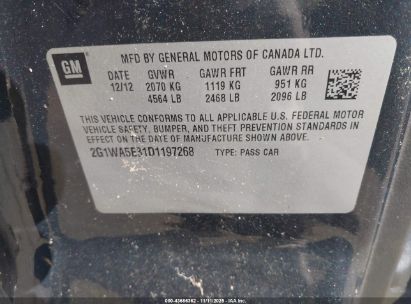 GM
MFD BY GENERAL MOTORS OF CANADA LTD.
DATE GVWR GAWR FRT GAWR RR
12/12 2070 KG 1119 KG 951 KG
4564 LB 2468 LB 2096 LB
THIS VEHICLE CONFORMS TO ALL APPLICABLE U.S. FEDERAL MOTOR
VEHICLE SAFETY, BUMPER, AND THEFT PREVENTION STANDARDS IN
EFFECT ON THE DATE OF MANUFACTURE SHOWN ABOVE.
2G1WA5E31D1197268 TYPE: PASS CAR